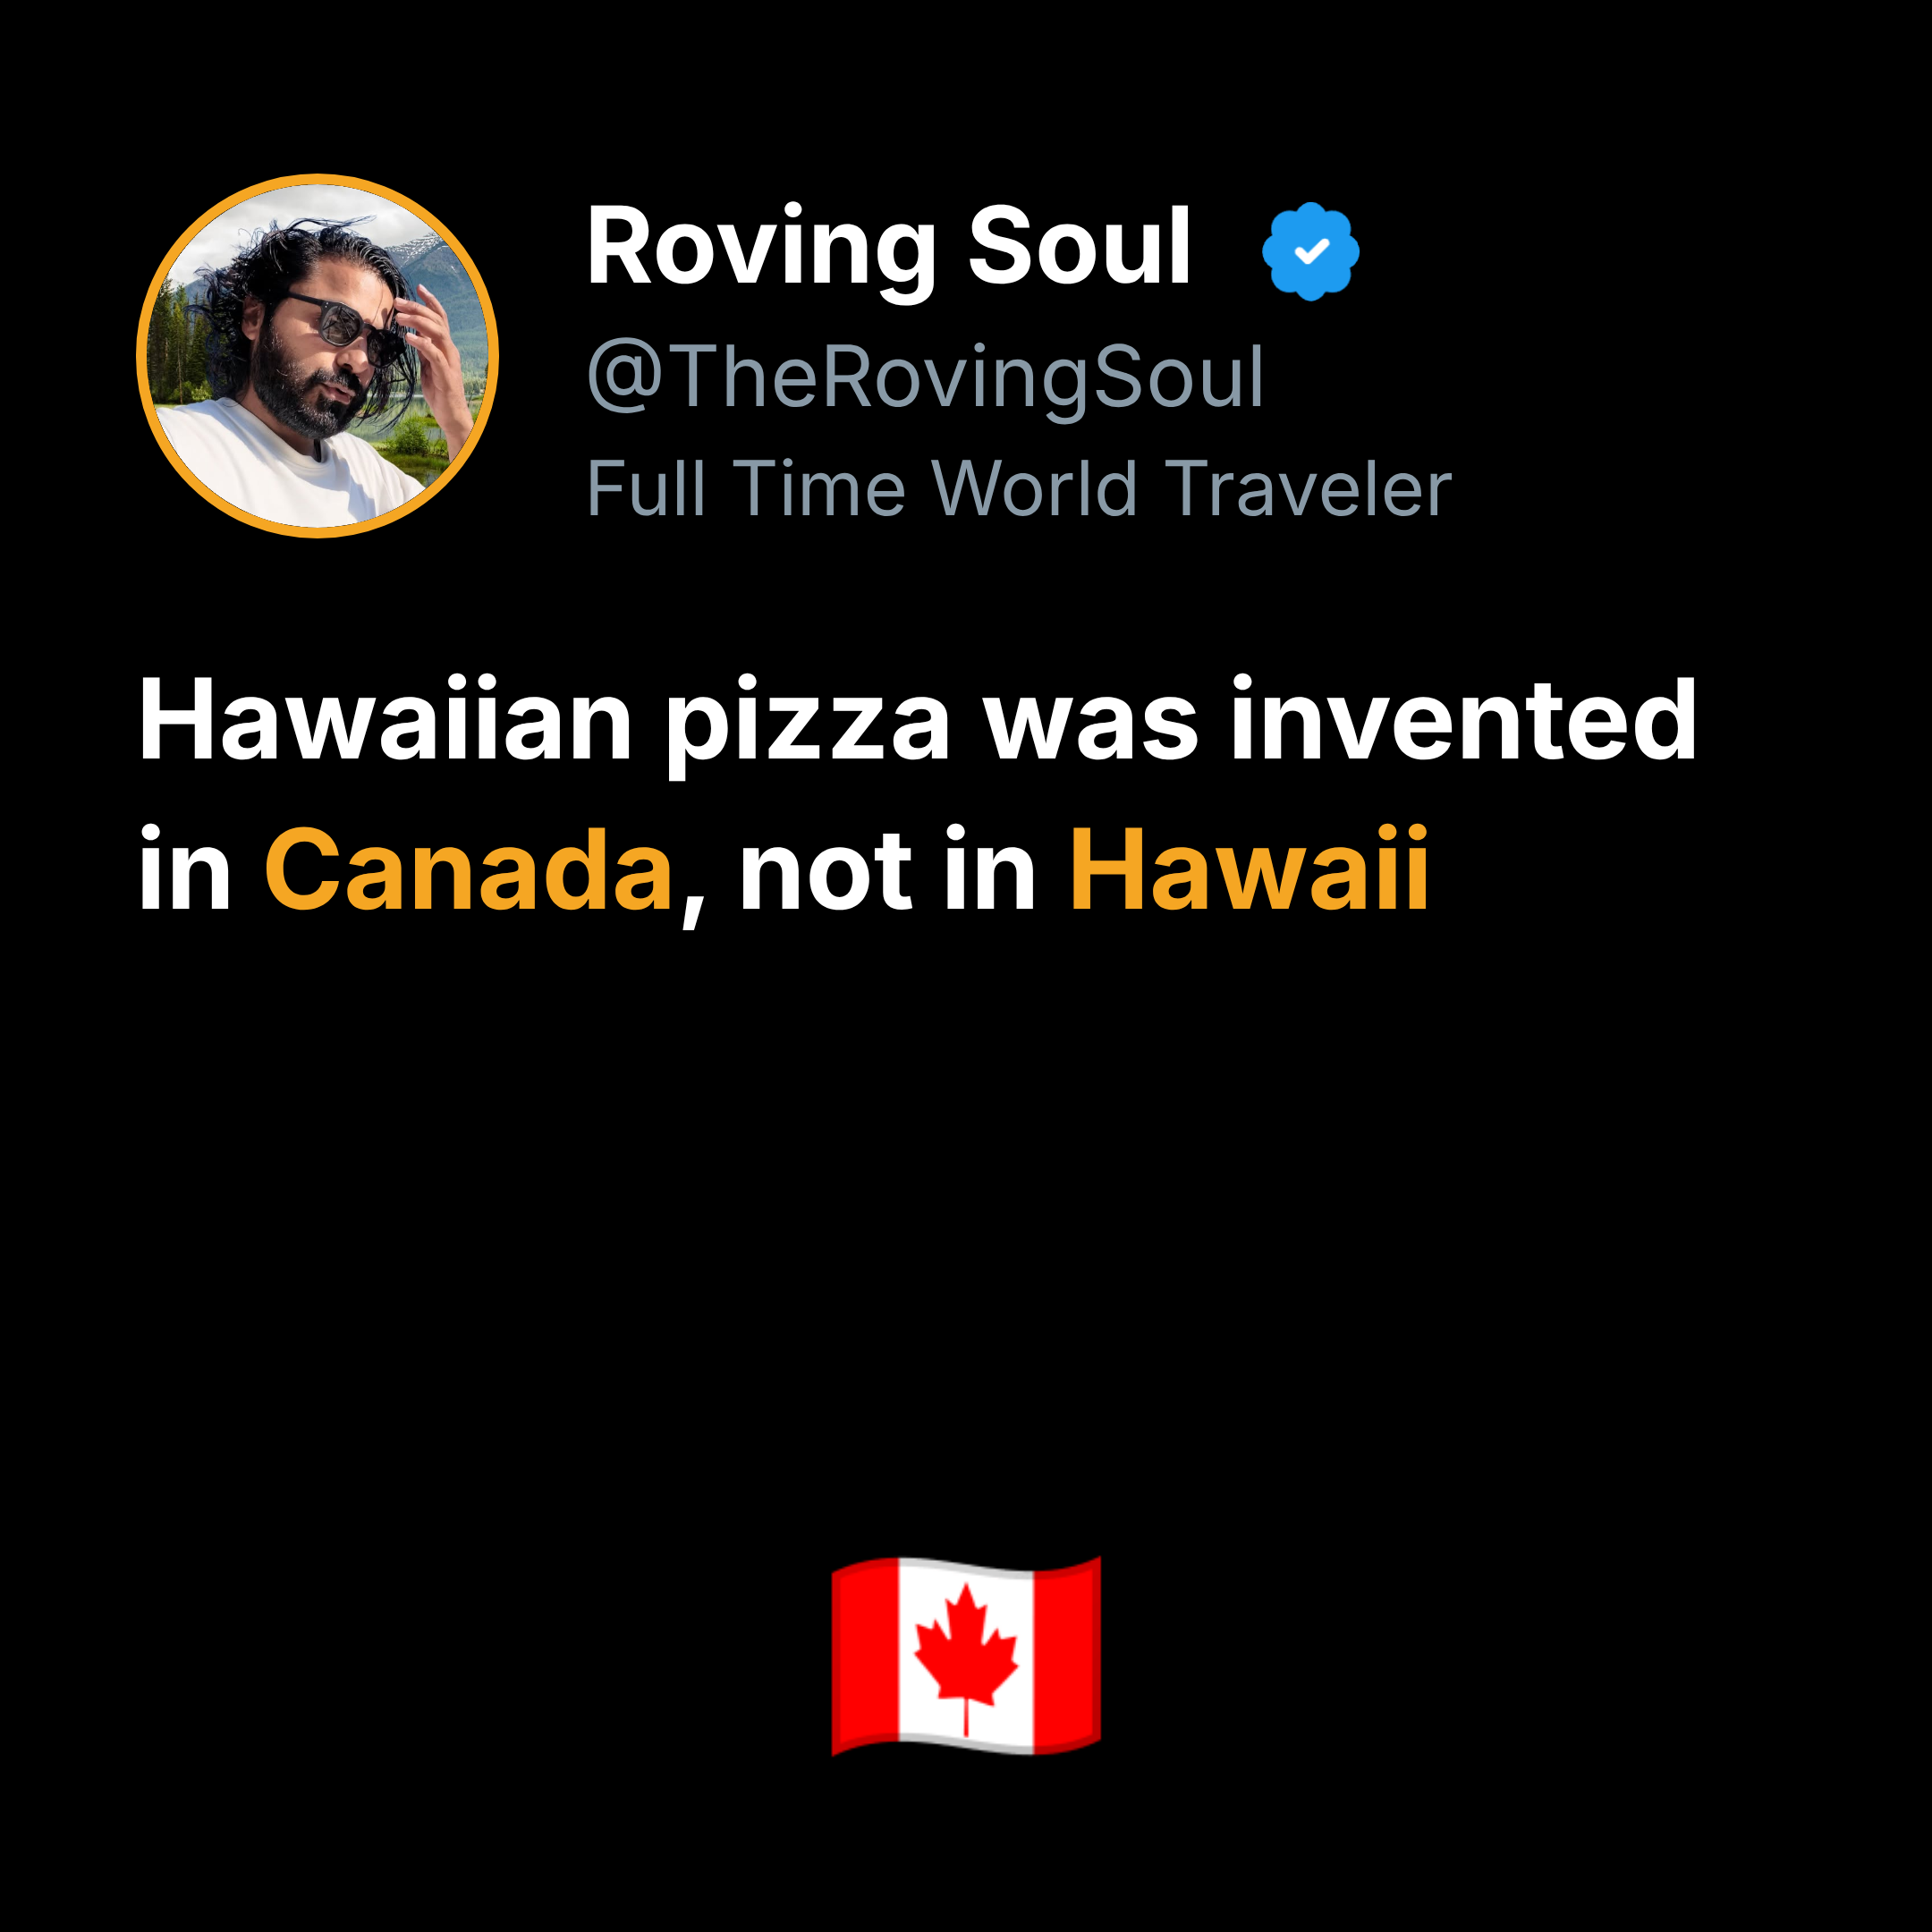 Roving Soul
@TheRovingSoul
Full Time World Traveler
Hawaiian pizza was invented
in Canada, not in Hawaii